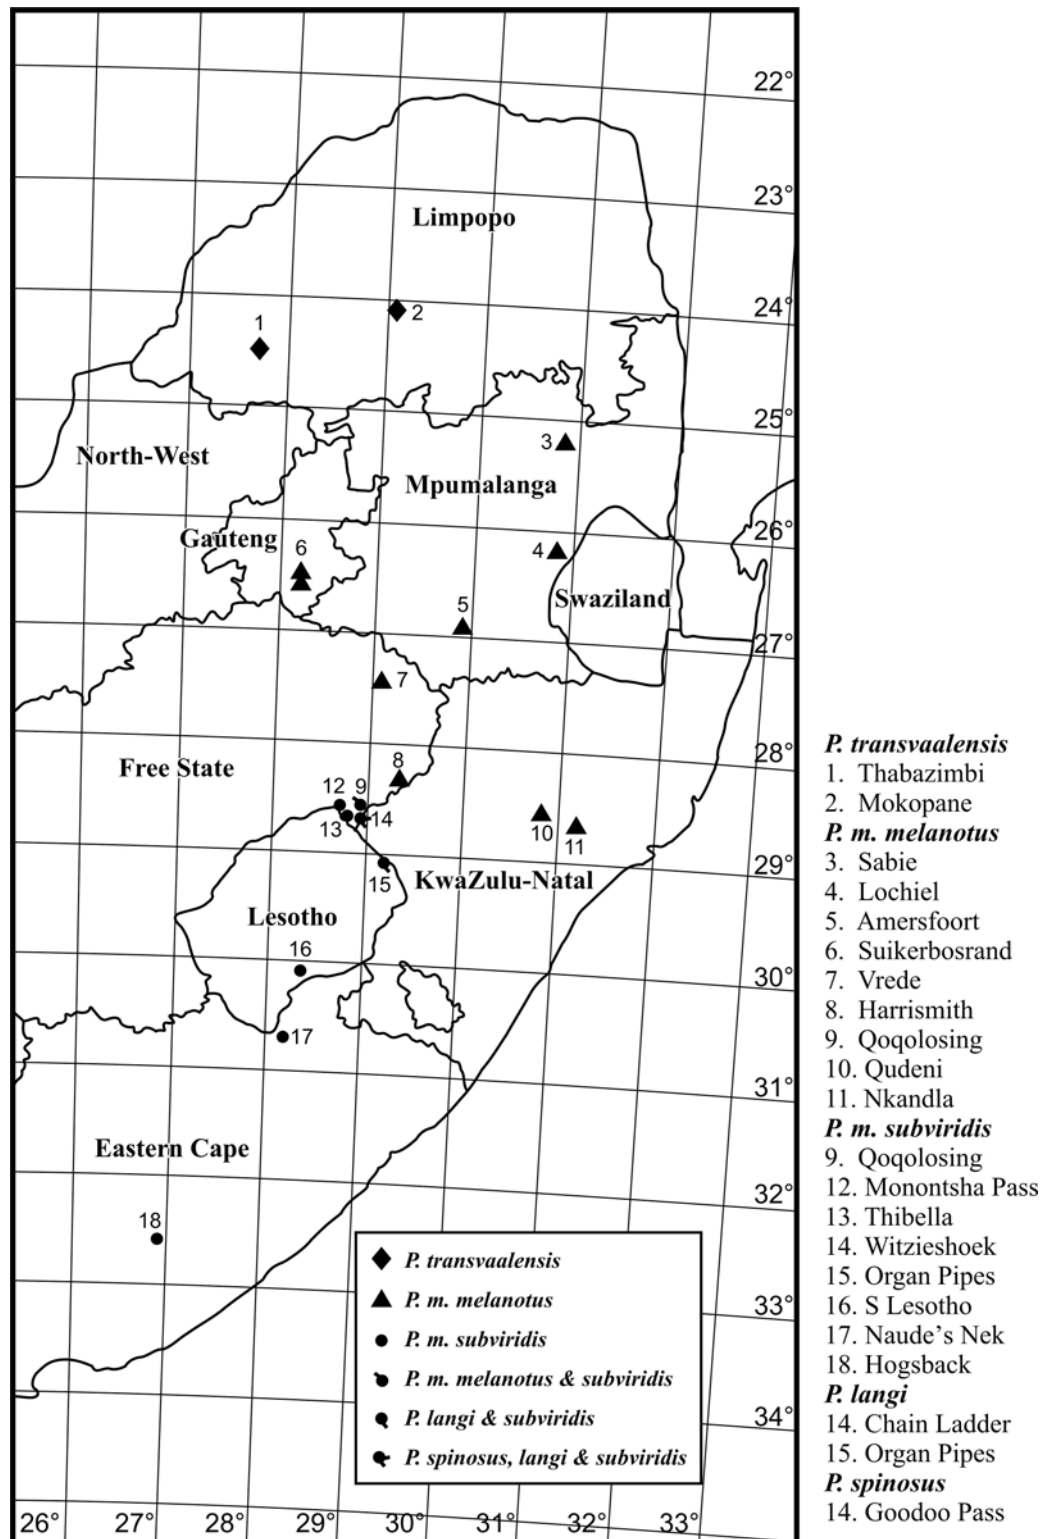 22°
23°
Limpopo
24°
1
2
25°
3
North-West
Mpumalanga
26°
Gauteng
4
6
Swaziland
5
27°
7
28°
Free State
8
12 9
13 14
10
11
29°
15
KwaZulu-Natal
Lesotho
16
30°
17
31°
Eastern Cape
32°
18
P. transvaalensis
P. m. melanotus
33°
P. m. subviridis
P. m. melanotus & subviridis
P. langi & subviridis
34°
P. spinosus, langi & subviridis
26° 27° 28° 29° 30° 31° 32° 33°
P. transvaalensis
1. Thabazimbi
2. Mokopane
P. m. melanotus
3. Sabie
4. Lochiel
5. Amersfoort
6. Suikerbosrand
7. Vrede
8. Harrismith
9. Qoqolosing
10. Qudeni
11. Nkandla
P. m. subviridis
9. Qoqolosing
12. Monontsha Pass
13. Thibella
14. Witzieshoek
15. Organ Pipes
16. S Lesotho
17. Naude's Nek
18. Hogsback
P. langi
14. Chain Ladder
15. Organ Pipes
P. spinosus
14. Goodoo Pass